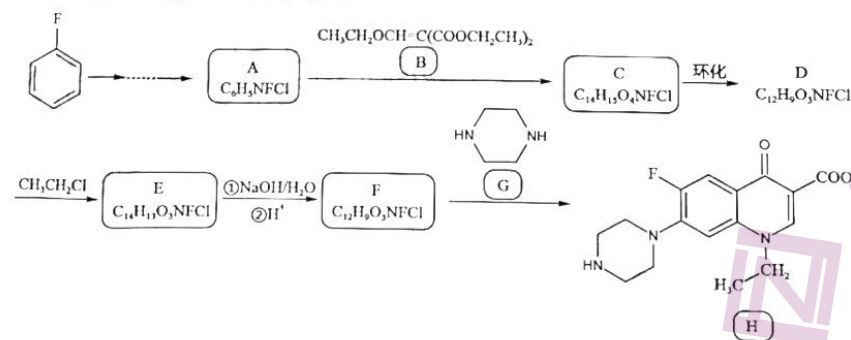 F
CH₃CH₂OCH=C(COOCH₂CH₃)₂
A
C₆H₅NFCl
B
C
C₁₄H₁₅O₄NFCl
环化
D
C₁₂H₉O₃NFCl
CH₃CH₂Cl
E
C₁₄H₁₃O₃NFCl
①NaOH/H₂O
②H⁺
F
C₁₂H₉O₃NFCl
HN NH
G
O
F COO
N N
HN CH₂
H₃C
H